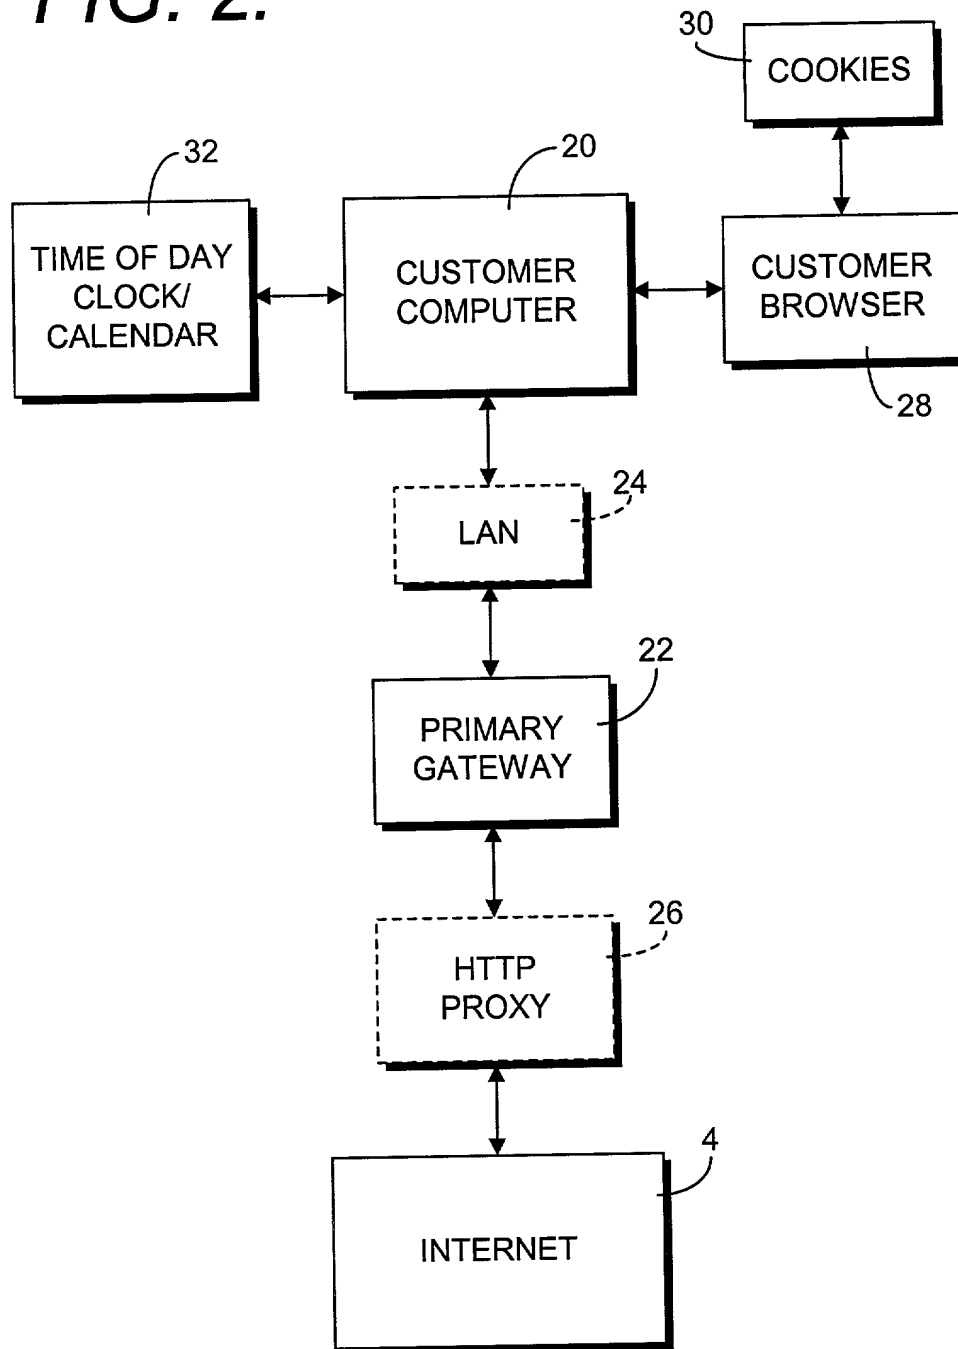 FIG. 2.
30
COOKIES
32
20
TIME OF DAY
CLOCK/
CALENDAR
CUSTOMER
COMPUTER
CUSTOMER
BROWSER
28
24
LAN
22
PRIMARY
GATEWAY
26
HTTP
PROXY
4
INTERNET